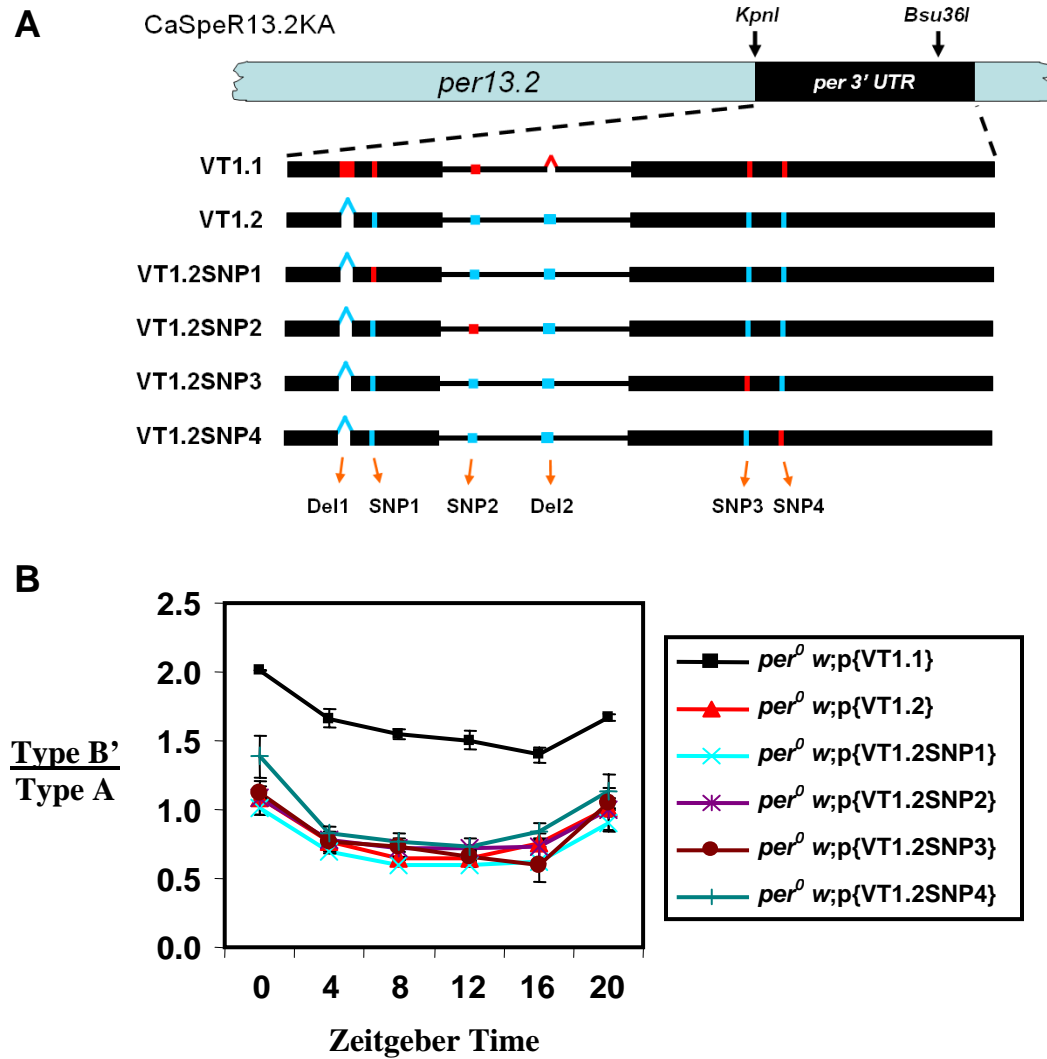 A
CaSpeR13.2KA
KpnI
Bsu36I
per13.2
per 3' UTR
VT1.1
VT1.2
VT1.2SNP1
VT1.2SNP2
VT1.2SNP3
VT1.2SNP4
Del1
SNP1
SNP2
Del2
SNP3
SNP4
B
Type B’
Type A
2.5
2.0
1.5
1.0
0.5
0.0
0 4 8 12 16 20
Zeitgeber Time
per⁰ w;p{VT1.1}
per⁰ w;p{VT1.2}
per⁰ w;p{VT1.2SNP1}
per⁰ w;p{VT1.2SNP2}
per⁰ w;p{VT1.2SNP3}
per⁰ w;p{VT1.2SNP4}